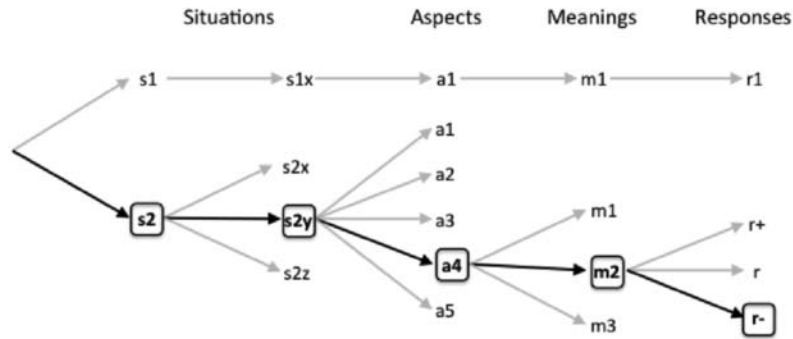 Situations Aspects Meanings Responses
s1 s1x a1 m1 r1
a1
s2x a2
s2 s2y a3 m1
r+
a4 m2 r
s2z
a5 m3 r-